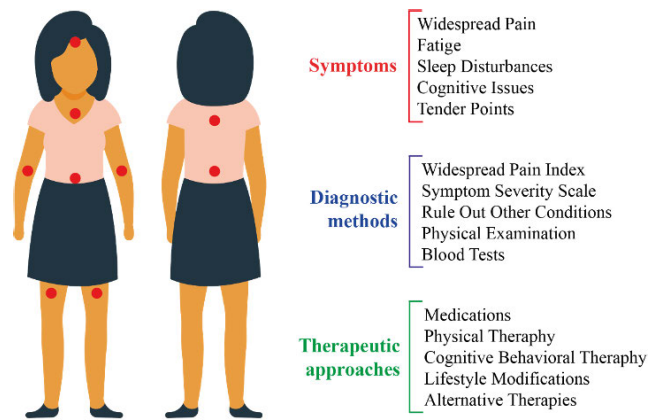 Symptoms
Widespread Pain
Fatige
Sleep Disturbances
Cognitive Issues
Tender Points
Diagnostic
methods
Widespread Pain Index
Symptom Severity Scale
Rule Out Other Conditions
Physical Examination
Blood Tests
Therapeutic
approaches
Medications
Physical Theraphy
Cognitive Behavioral Theraphy
Lifestyle Modifications
Alternative Therapies